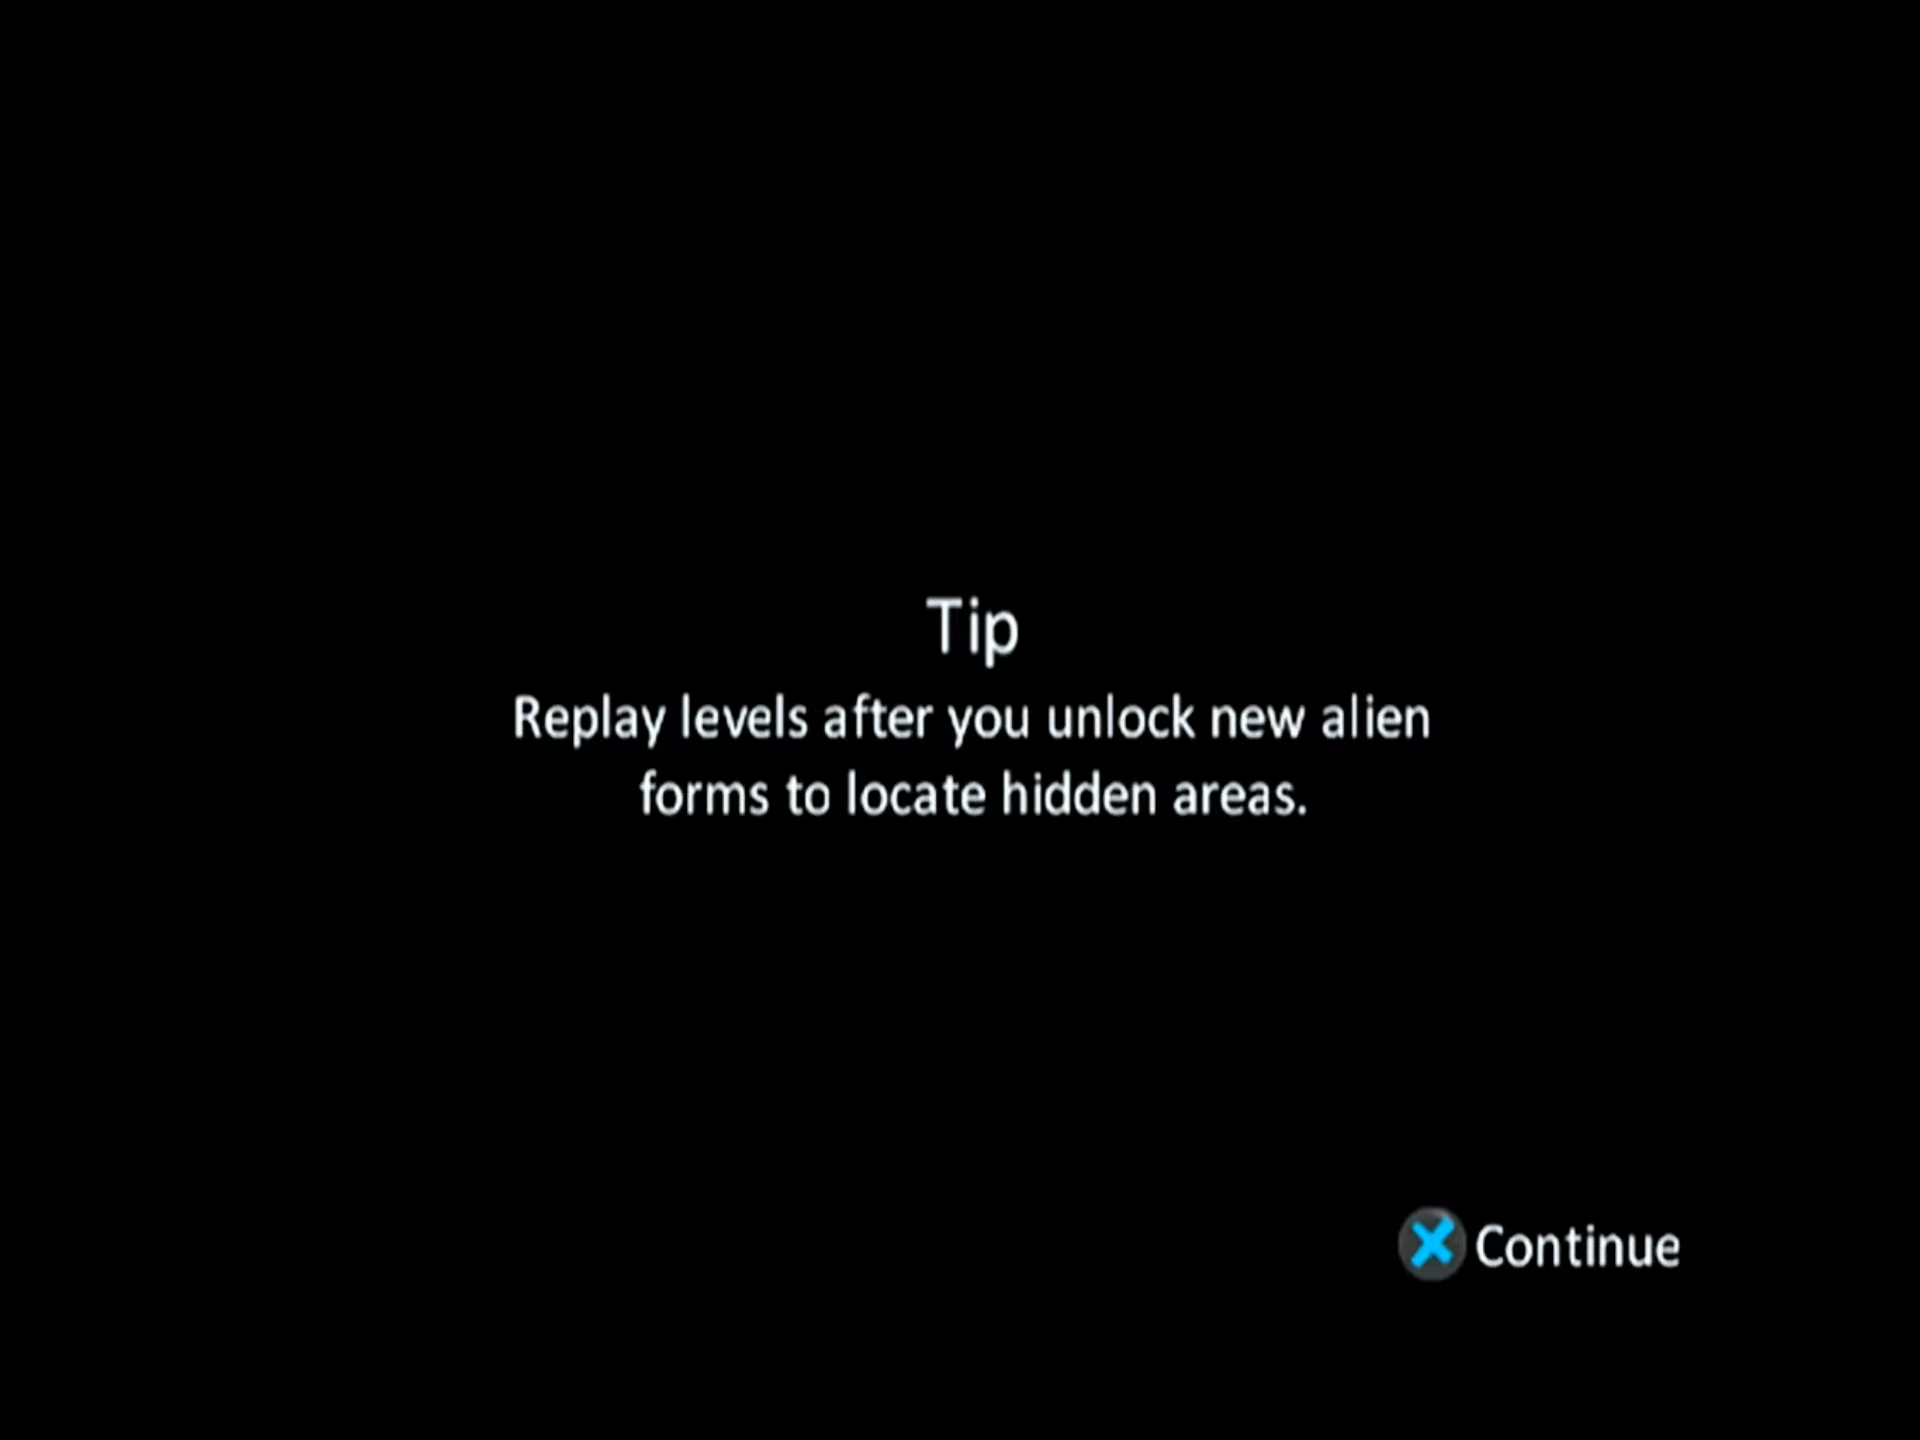 Tip
Replay levels after you unlock new alien
forms to locate hidden areas.
Continue